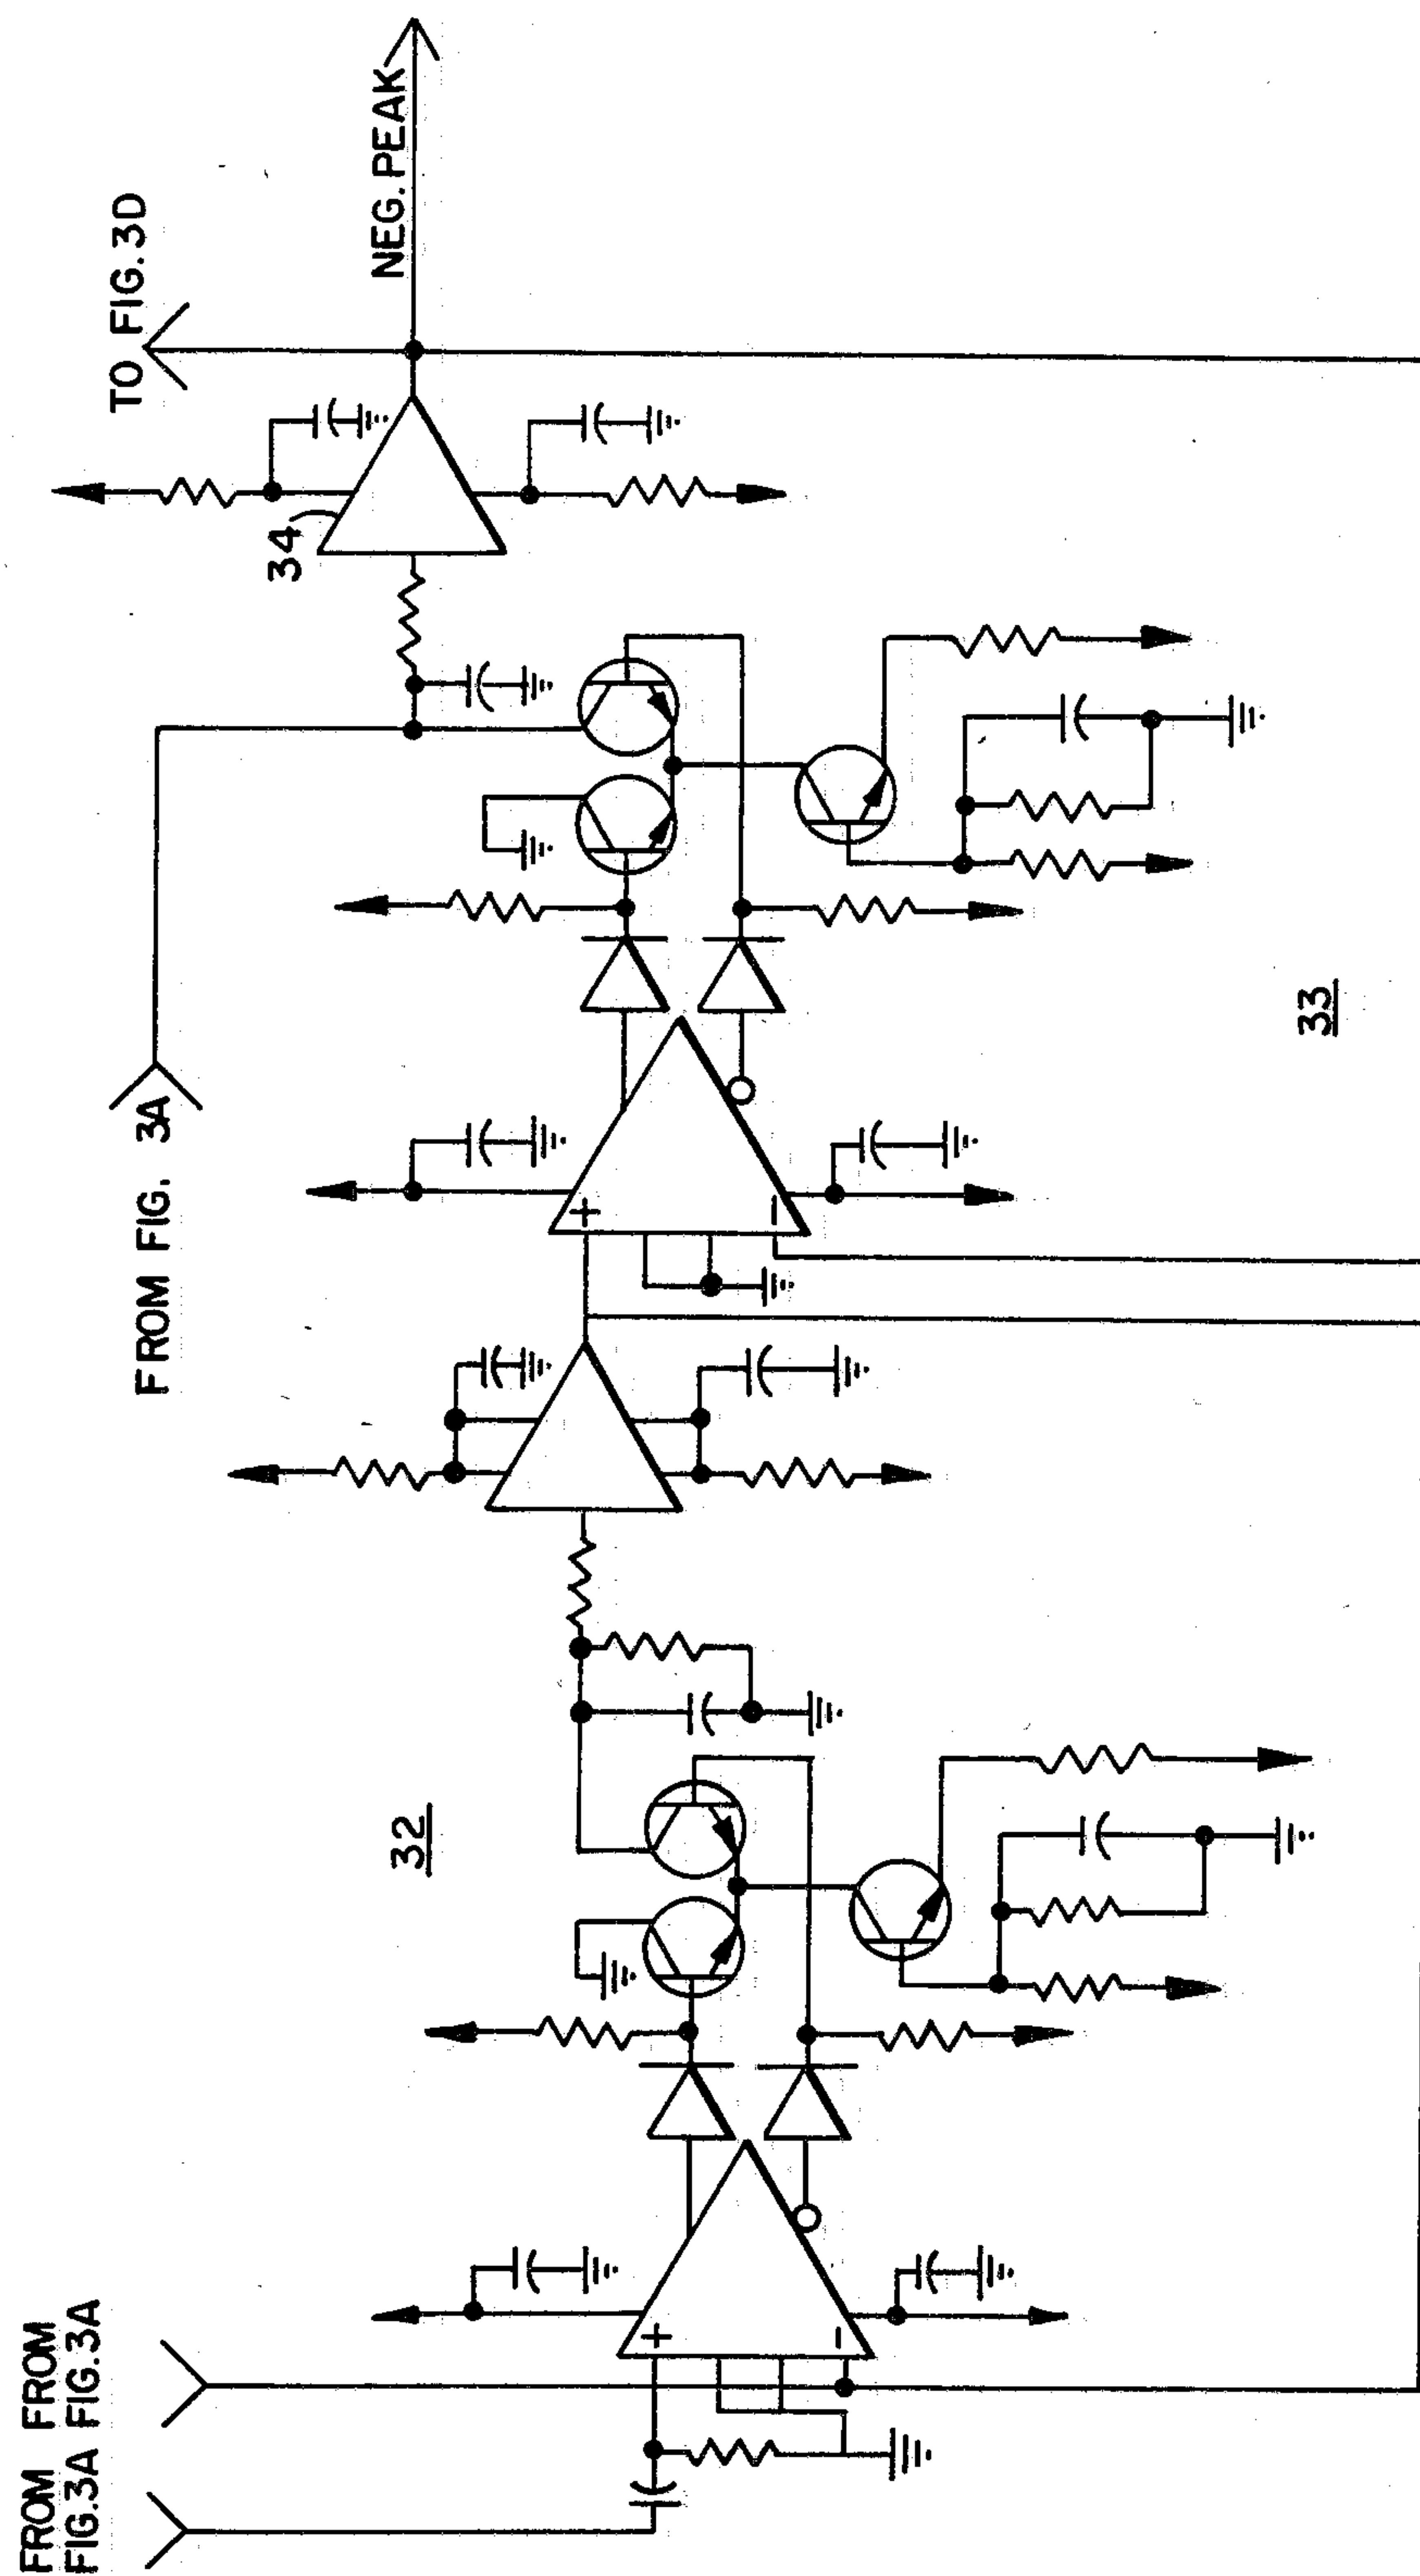 FROM
FIG.3A
FROM
FIG.3A
32
+
-
FROM FIG. 3A
+
-
33
34
TO FIG.3D
NEG.PEAK